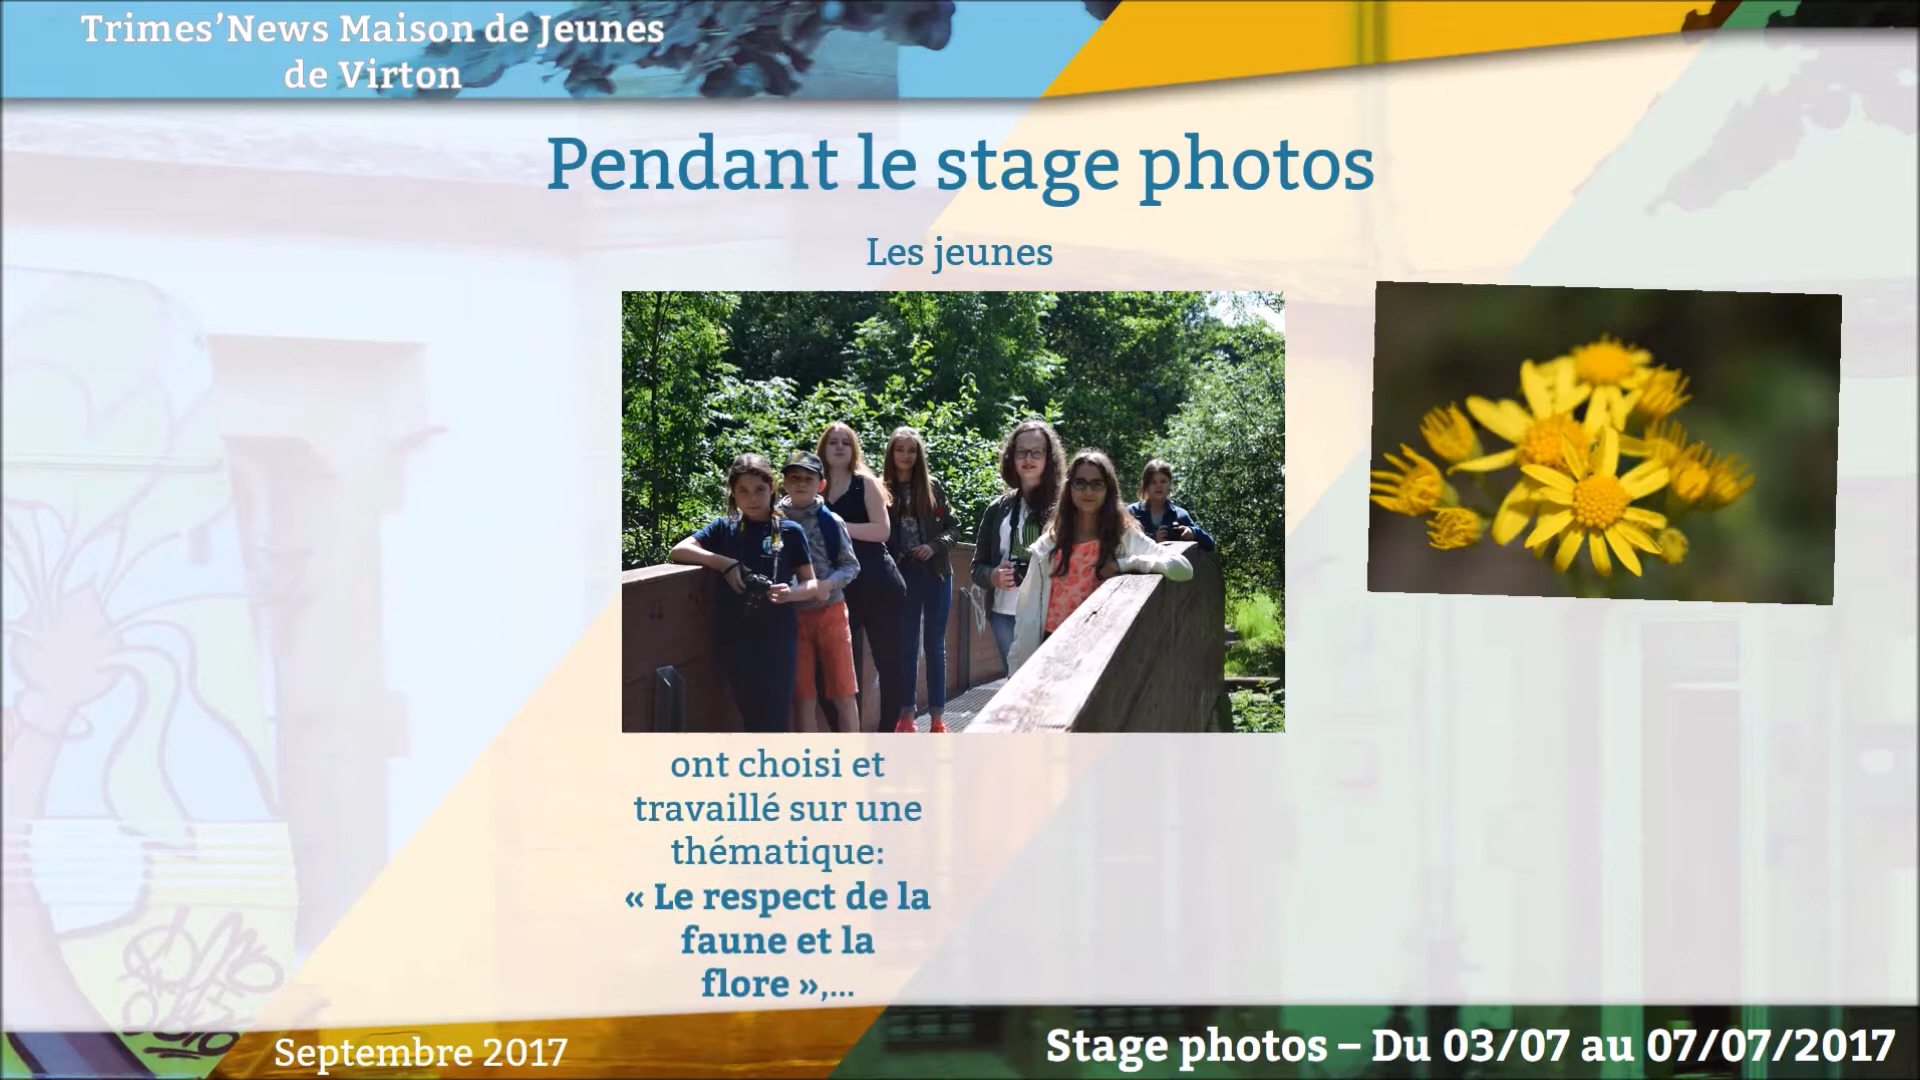 Trimes’News Maison de Jeunes
de Virton
Pendant le stage photos
Les jeunes
ont choisi et
travaillé sur une
thématique:
« Le respect de la
faune et la
flore »,...
Septembre 2017
Stage photos – Du 03/07 au 07/07/2017